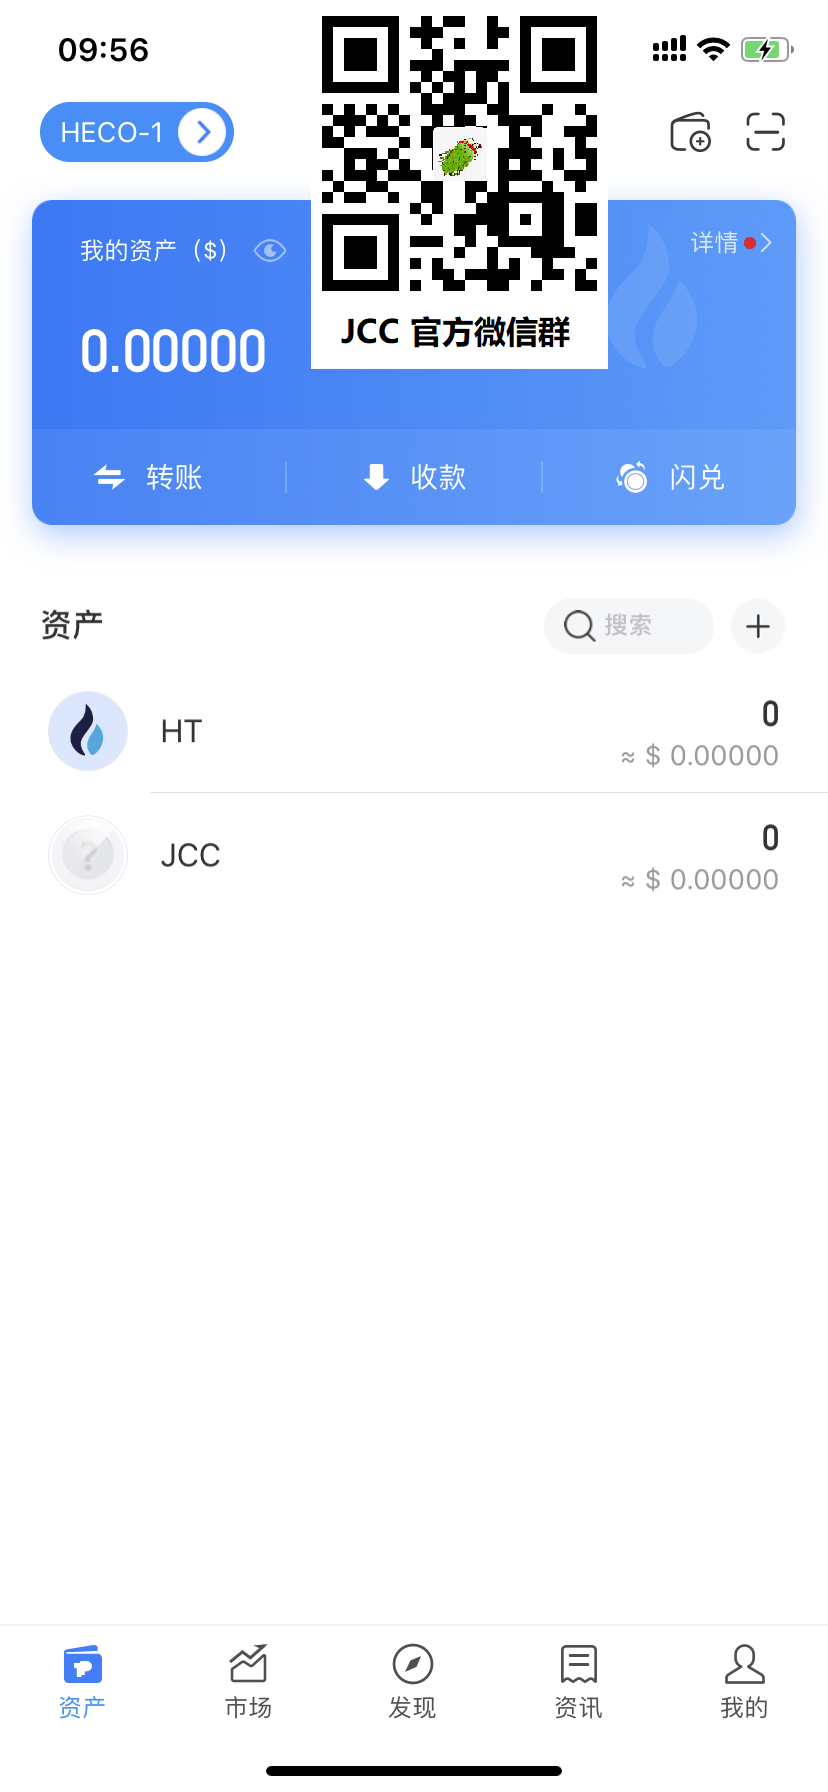 09:56
HECO-1
JCC 官方微信群
我的资产（$）
详情
0.00000
转账
收款
闪兑
资产
搜索
HT
0
≈ $ 0.00000
JCC
0
≈ $ 0.00000
资产
市场
发现
资讯
我的